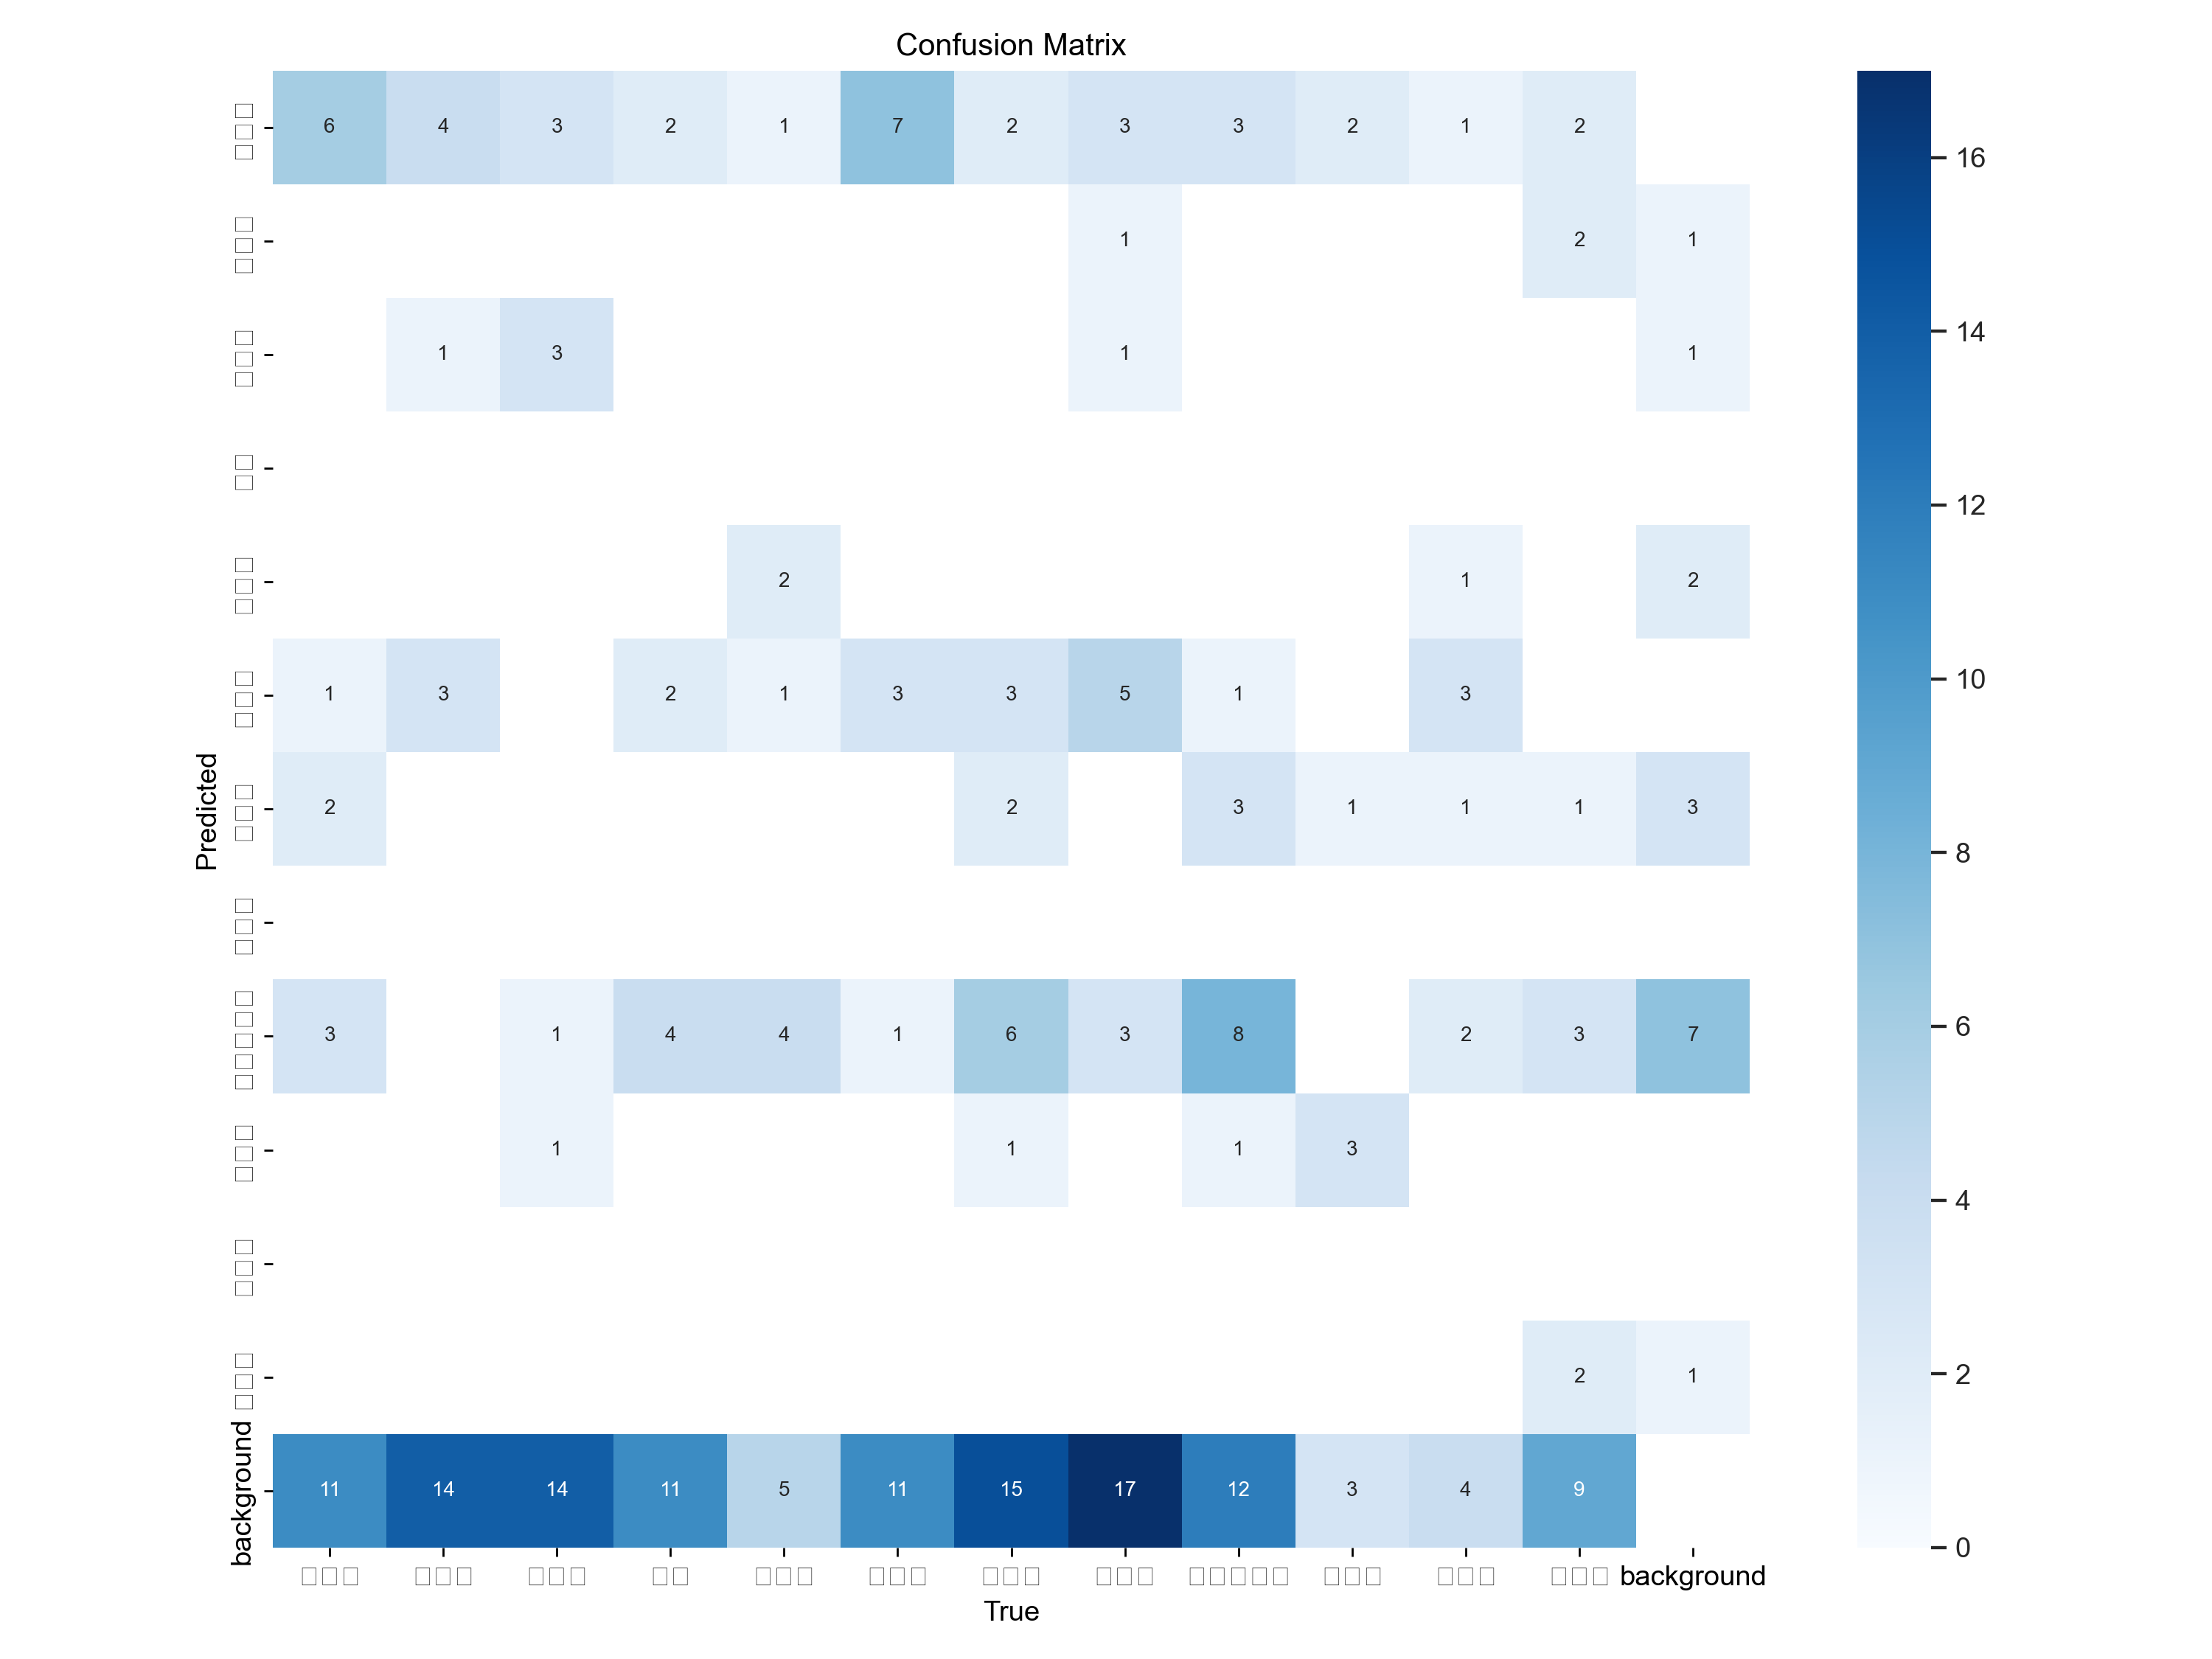 Confusion Matrix
6 4 3 2 1 7 2 3 3 2 1 2
1 2 1
1 3 1 1
2 1 2
1 3 2 1 3 3 5 1 3
2 2 3 1 1 1 3
3 1 4 4 1 6 3 8 2 3 7
1 1 1 3
2 1
11 14 14 11 5 11 15 17 12 3 4 9
background
Predicted
background
True
16
14
12
10
8
6
4
2
0